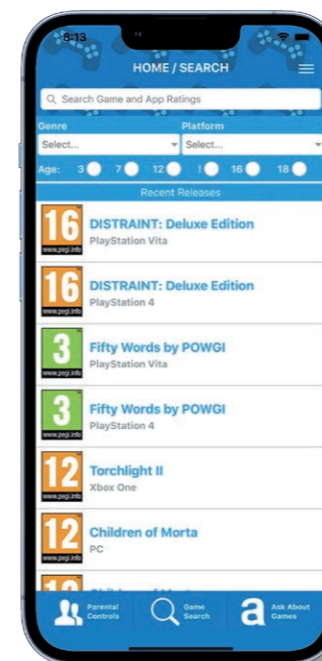 8:13
HOME / SEARCH
Search Game and App Ratings
Genre Platform
Select... Select...
Age: 3 7 12 ! 16 18
Recent Releases
16
www.pegi.info
DISTRAINT: Deluxe Edition
PlayStation Vita
16
www.pegi.info
DISTRAINT: Deluxe Edition
PlayStation 4
3
www.pegi.info
Fifty Words by POWGI
PlayStation Vita
3
www.pegi.info
Fifty Words by POWGI
PlayStation 4
12
www.pegi.info
Torchlight II
Xbox One
12
www.pegi.info
Children of Morta
PC
12
Children of Morta
Parental Controls
Game Search
a
Ask About Games